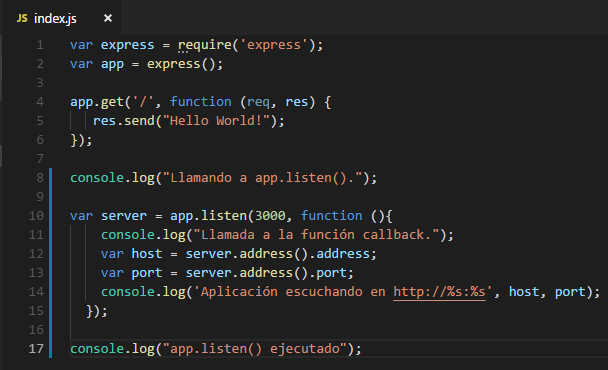 JS index.js ×
1 var express = require('express');
2 var app = express();
3
4 app.get('/', function (req, res) {
5 res.send("Hello World!");
6 });
7
8 console.log("Llamando a app.listen().");
9
10 var server = app.listen(3000, function (){
11 console.log("Llamada a la función callback.");
12 var host = server.address().address;
13 var port = server.address().port;
14 console.log('Aplicación escuchando en http://%s:%s', host, port);
15 });
16
17 console.log("app.listen() ejecutado");